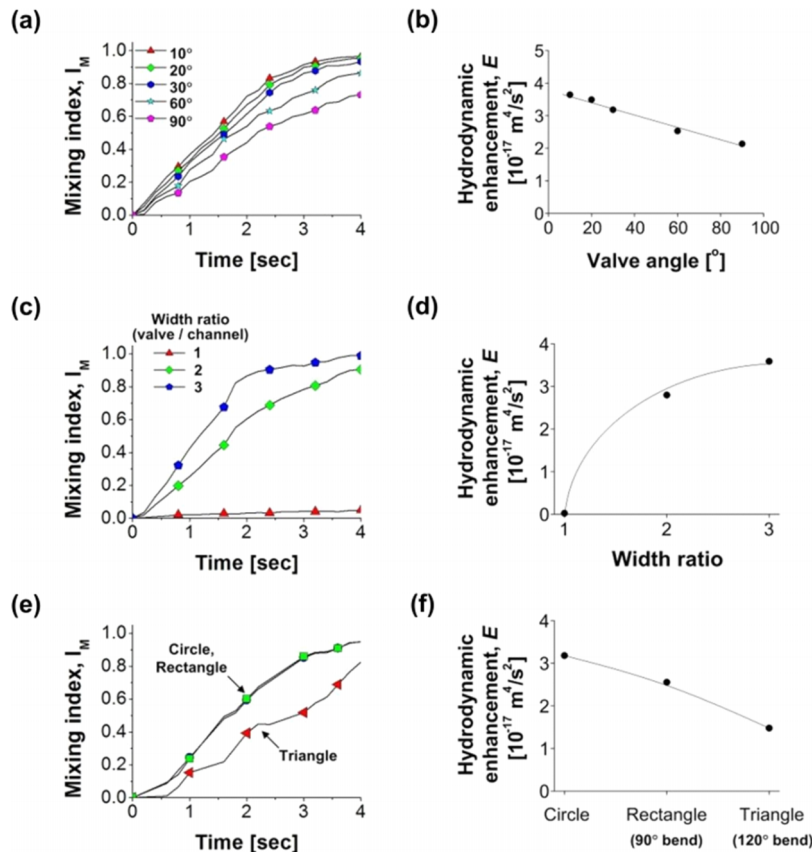 (a)
Mixing index, I_M
1.0
0.8
0.6
0.4
0.2
0.0
10°
20°
30°
60°
90°
0 1 2 3 4
Time [sec]
(b)
Hydrodynamic
enhancement, E
[10⁻¹⁷ m⁴/s²]
5
4
3
2
1
0
0 20 40 60 80 100
Valve angle [°]
(c)
Width ratio
(valve / channel)
1
2
3
Mixing index, I_M
1.0
0.8
0.6
0.4
0.2
0.0
0 1 2 3 4
Time [sec]
(d)
Hydrodynamic
enhancement, E
[10⁻¹⁷ m⁴/s²]
4
3
2
1
0
1 2 3
Width ratio
(e)
Mixing index, I_M
1.0
0.8
0.6
0.4
0.2
0.0
Circle,
Rectangle
Triangle
0 1 2 3 4
Time [sec]
(f)
Hydrodynamic
enhancement, E
[10⁻¹⁷ m⁴/s²]
4
3
2
1
0
Circle Rectangle Triangle
(90° bend) (120° bend)